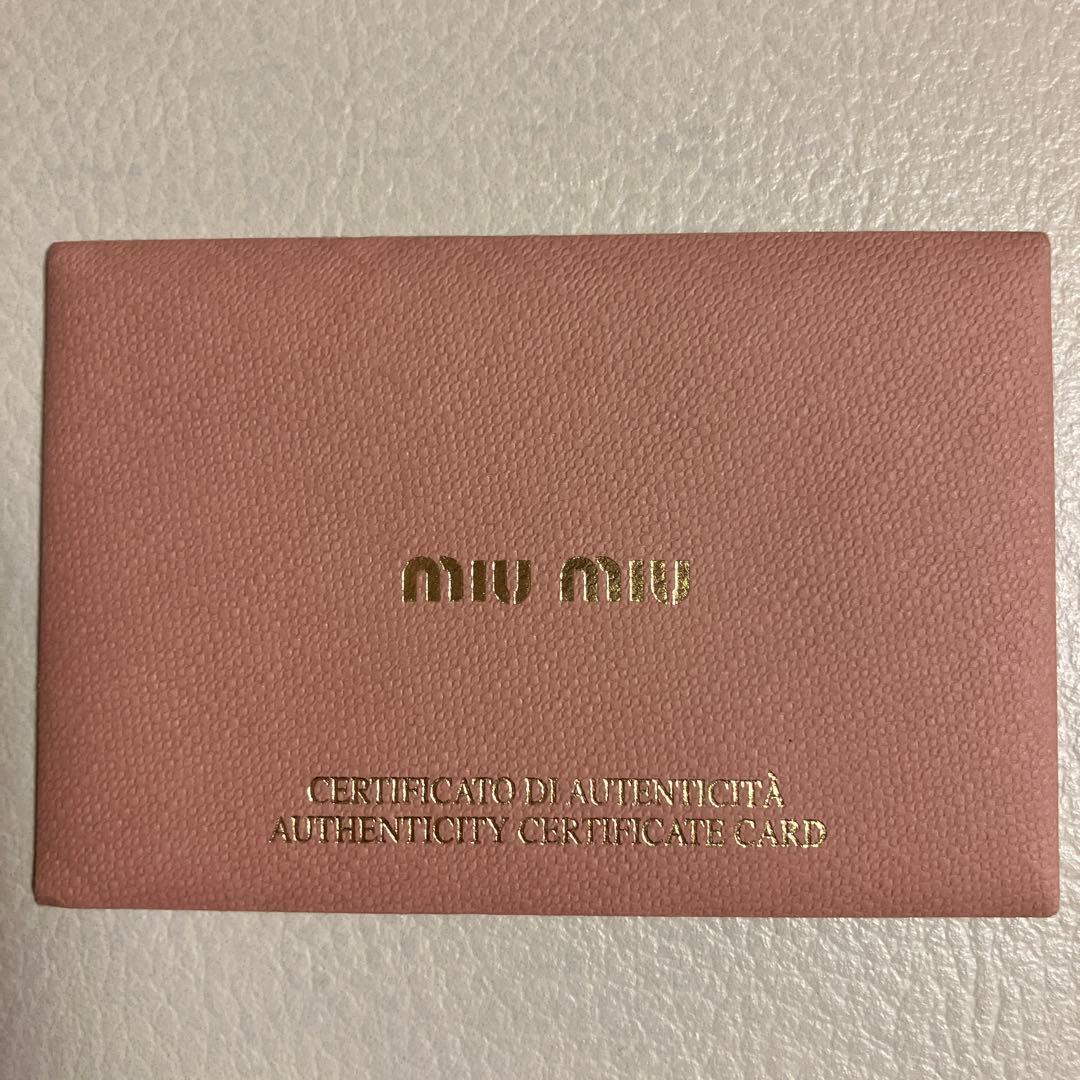 miu miu
CERTIFICATO DI AUTENTICITÀ
AUTHENTICITY CERTIFICATE CARD